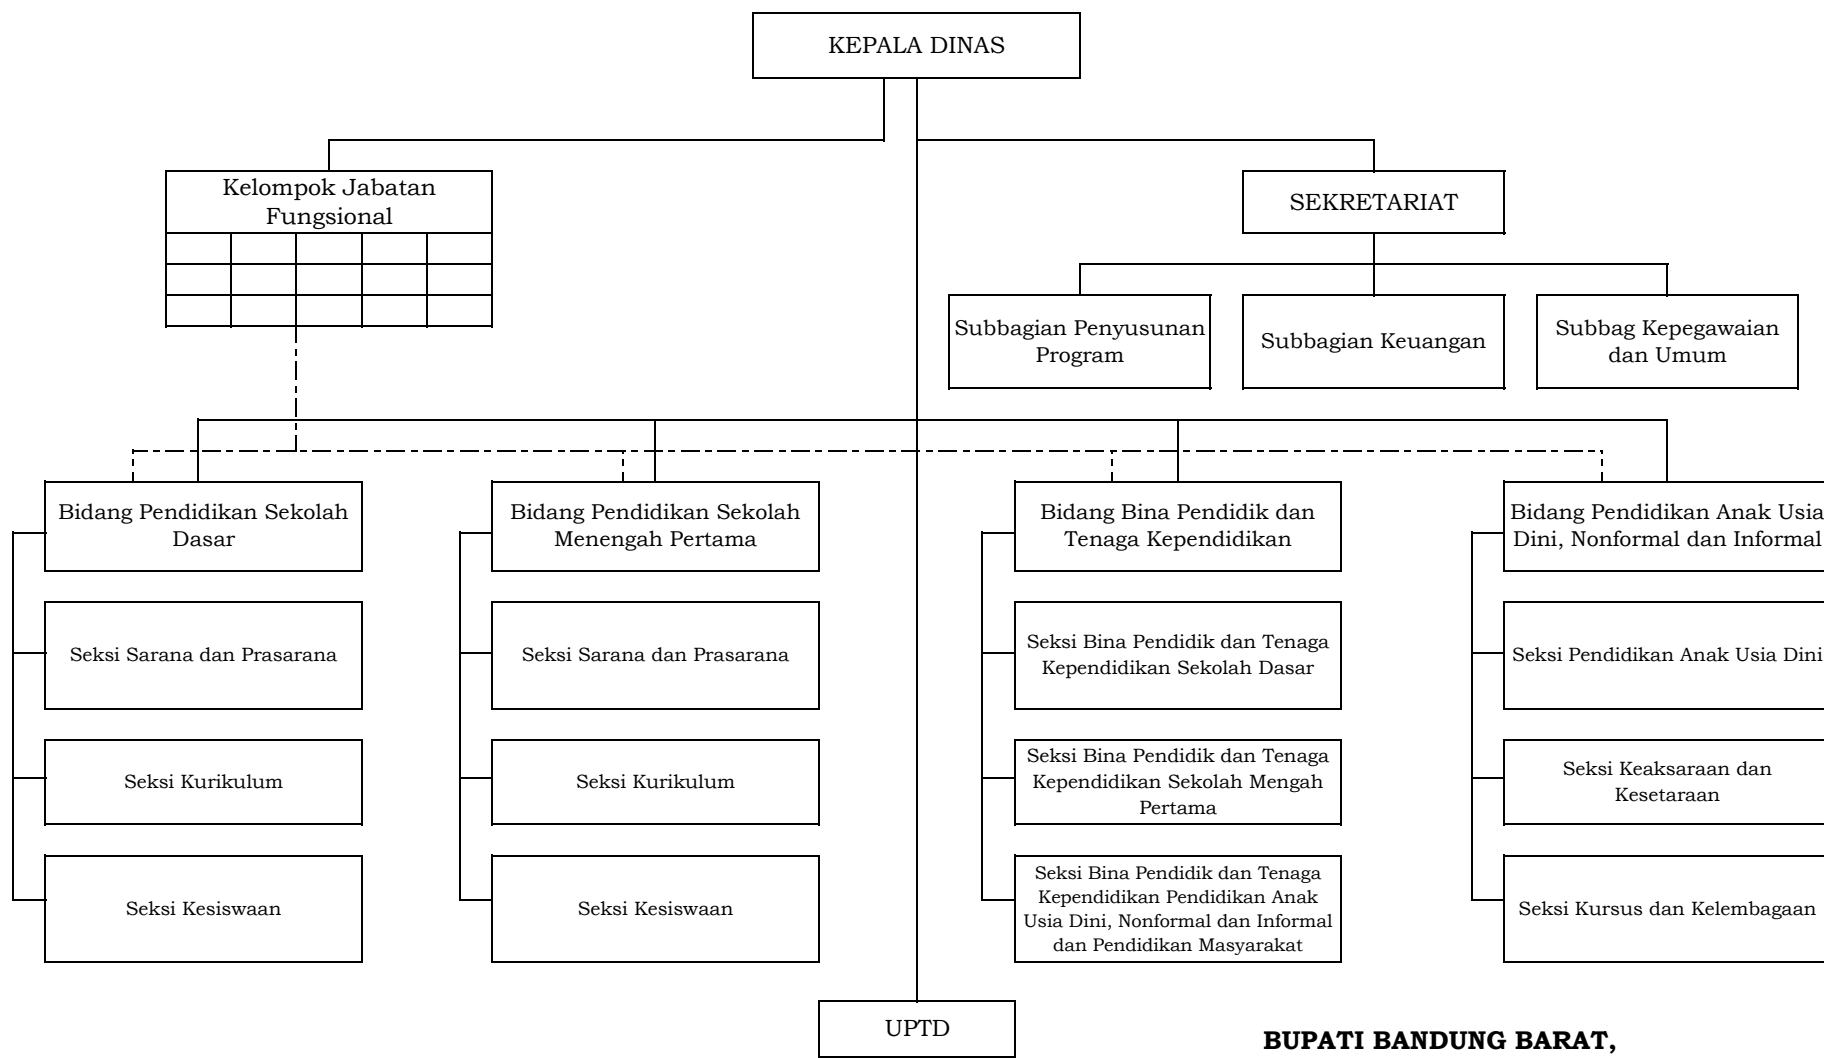 KEPALA DINAS
Kelompok Jabatan
Fungsional
SEKRETARIAT
Subbagian Penyusunan
Program
Subbagian Keuangan
Subbag Kepegawaian
dan Umum
Bidang Pendidikan Sekolah
Dasar
Bidang Pendidikan Sekolah
Menengah Pertama
Bidang Bina Pendidik dan
Tenaga Kependidikan
Bidang Pendidikan Anak Usia
Dini, Nonformal dan Informal
Seksi Sarana dan Prasarana
Seksi Sarana dan Prasarana
Seksi Bina Pendidik dan Tenaga
Kependidikan Sekolah Dasar
Seksi Pendidikan Anak Usia Dini
Seksi Kurikulum
Seksi Kurikulum
Seksi Bina Pendidik dan Tenaga
Kependidikan Sekolah Mengah
Pertama
Seksi Keaksaraan dan
Kesetaraan
Seksi Kesiswaan
Seksi Kesiswaan
Seksi Bina Pendidik dan Tenaga
Kependidikan Pendidikan Anak
Usia Dini, Nonformal dan Informal
dan Pendidikan Masyarakat
Seksi Kursus dan Kelembagaan
UPTD
BUPATI BANDUNG BARAT,